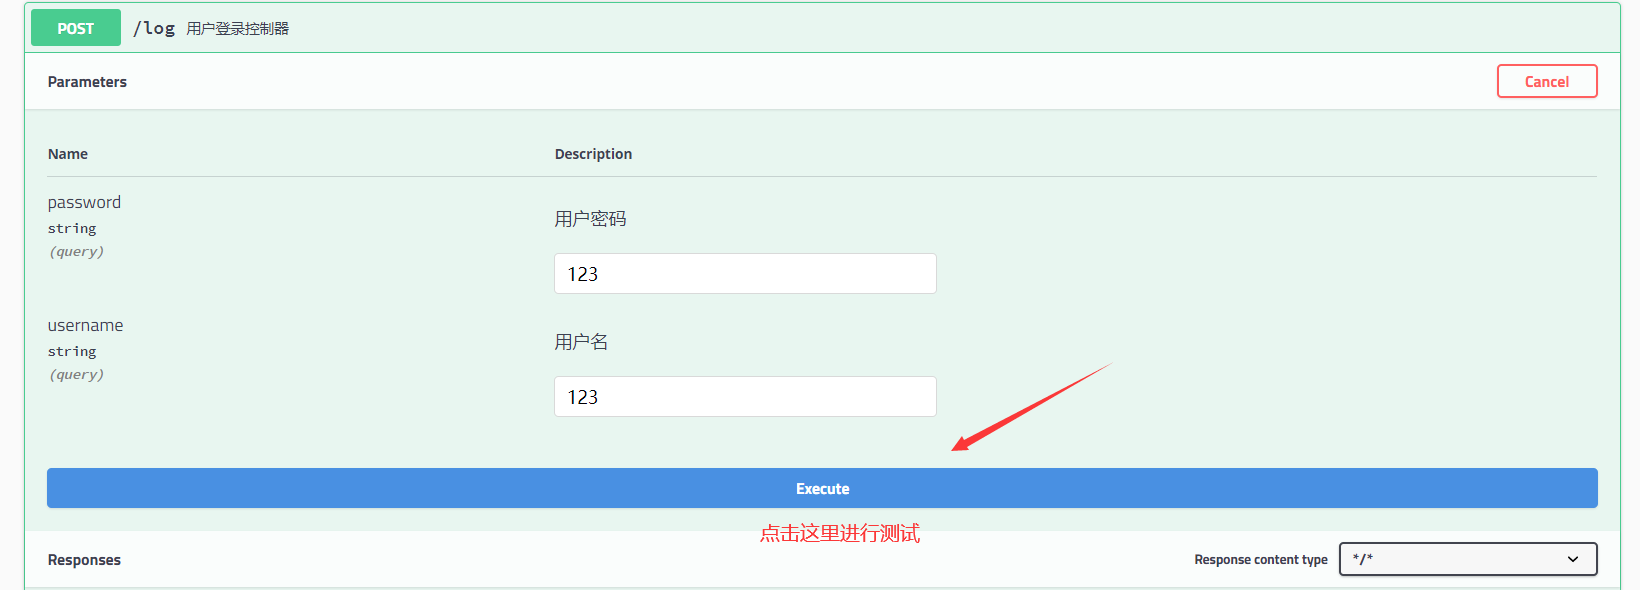 POST /log 用户登录控制器
Parameters Cancel
Name Description
password
string
(query)
用户密码
123
username
string
(query)
用户名
123
Execute
点击这里进行测试
Responses Response content type */*